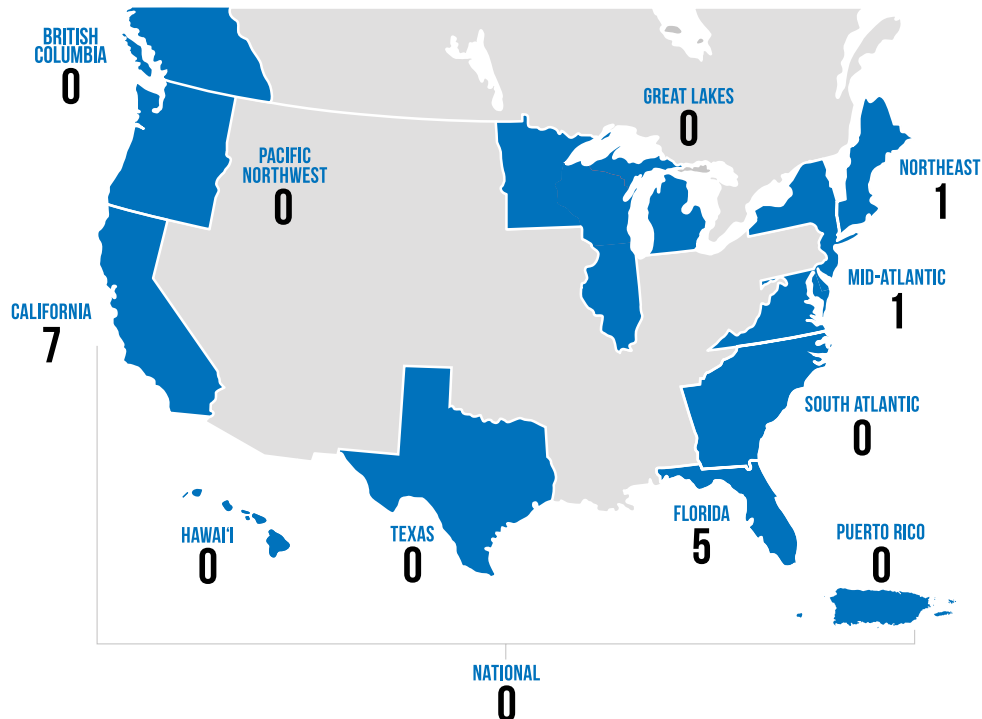 BRITISH
COLUMBIA
0
GREAT LAKES
0
PACIFIC
NORTHWEST
0
NORTHEAST
1
MID-ATLANTIC
1
CALIFORNIA
7
SOUTH ATLANTIC
0
HAWAIʻI
0
TEXAS
0
FLORIDA
5
PUERTO RICO
0
NATIONAL
0